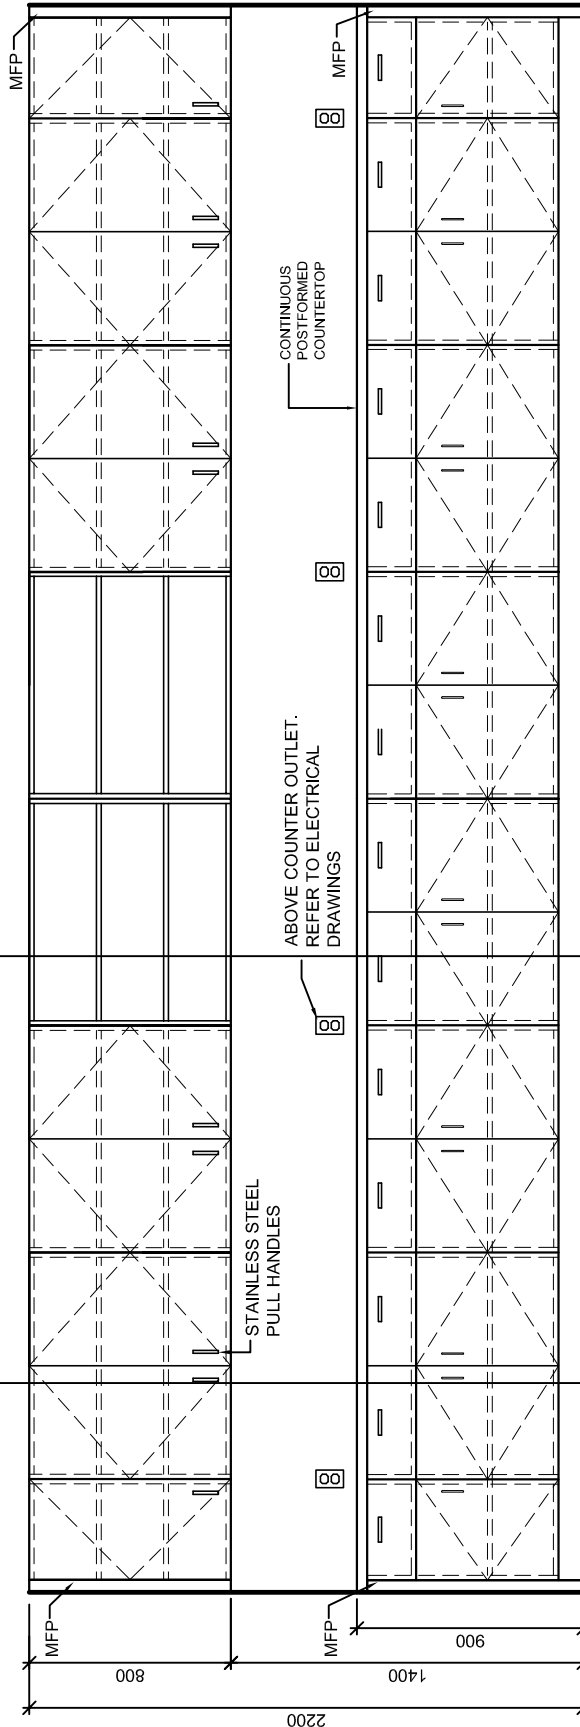 MFP
MFP
CONTINUOUS
POSTFORMED
COUNTERTOP
ABOVE COUNTER OUTLET.
REFER TO ELECTRICAL
DRAWINGS
STAINLESS STEEL
PULL HANDLES
MFP
MFP
800
1400
900
2200